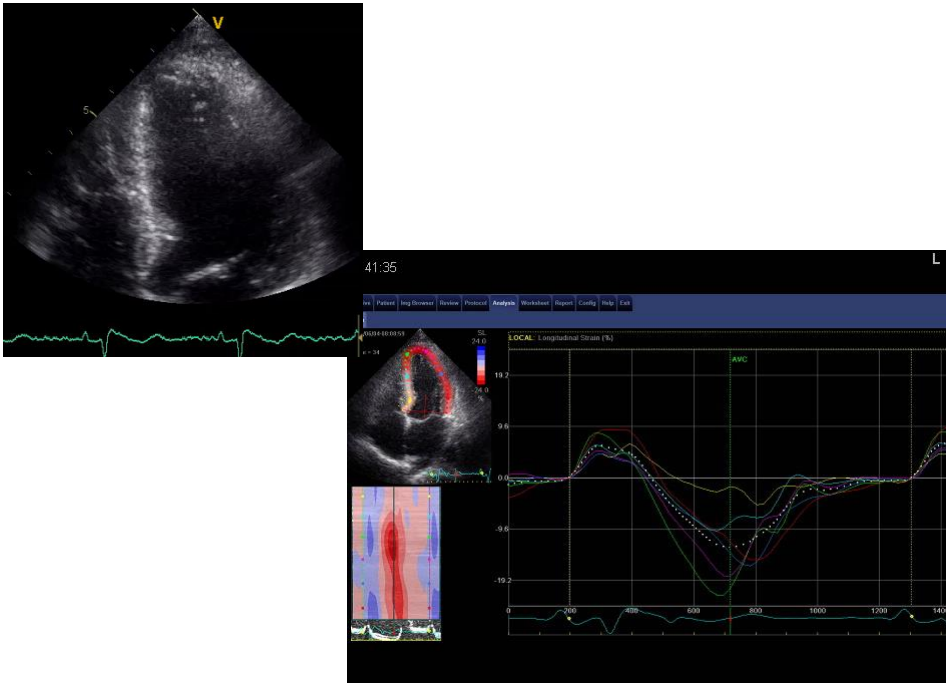 V
5
41:35
L
Patient Img Browser Review Protocol Analysis Worksheet Report Config Help Exit
SL
24.0
LOCAL: Longitudinal Strain (%)
AVC
19.2
9.6
0.0
-9.6
-19.2
0 200 400 600 800 1000 1200